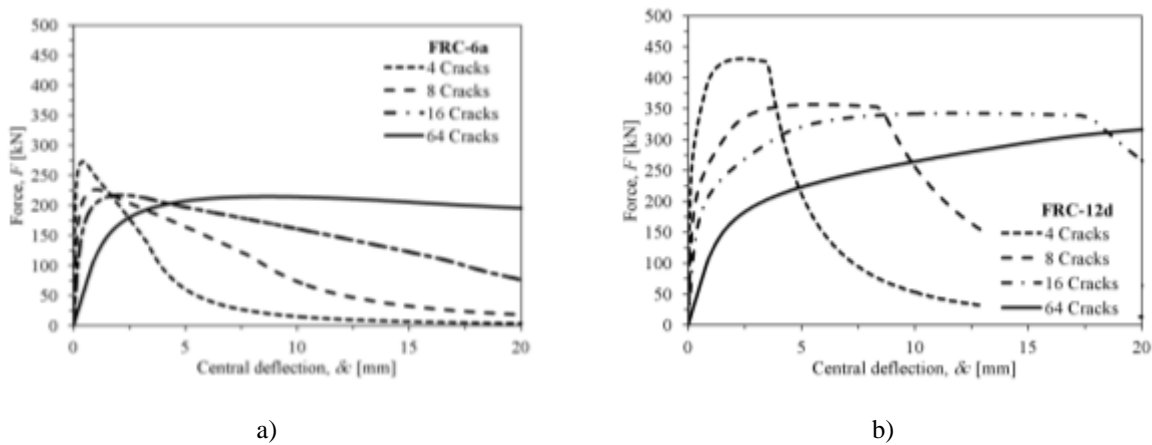 500
450
400
350
300
250
200
150
100
50
0
Force, F [kN]
FRC-6a
4 Cracks
8 Cracks
16 Cracks
64 Cracks
0 5 10 15 20
Central deflection, δc [mm]
a)
500
450
400
350
300
250
200
150
100
50
0
Force, F [kN]
FRC-12d
4 Cracks
8 Cracks
16 Cracks
64 Cracks
0 5 10 15 20
Central deflection, δc [mm]
b)